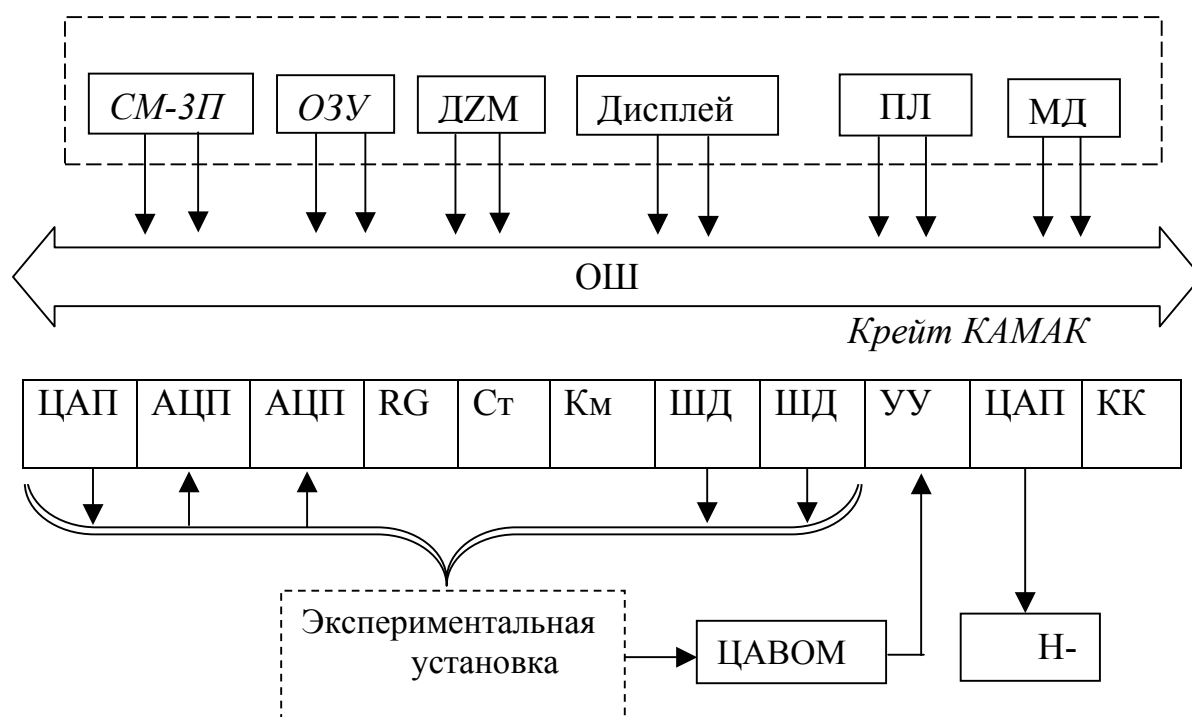 СМ-3П ОЗУ ДZМ Дисплей ПЛ МД
ОШ
Крейт КАМАК
ЦАП АЦП АЦП RG Ст Км ШД ШД УУ ЦАП КК
Экспериментальная
установка
ЦАВОМ
Н-